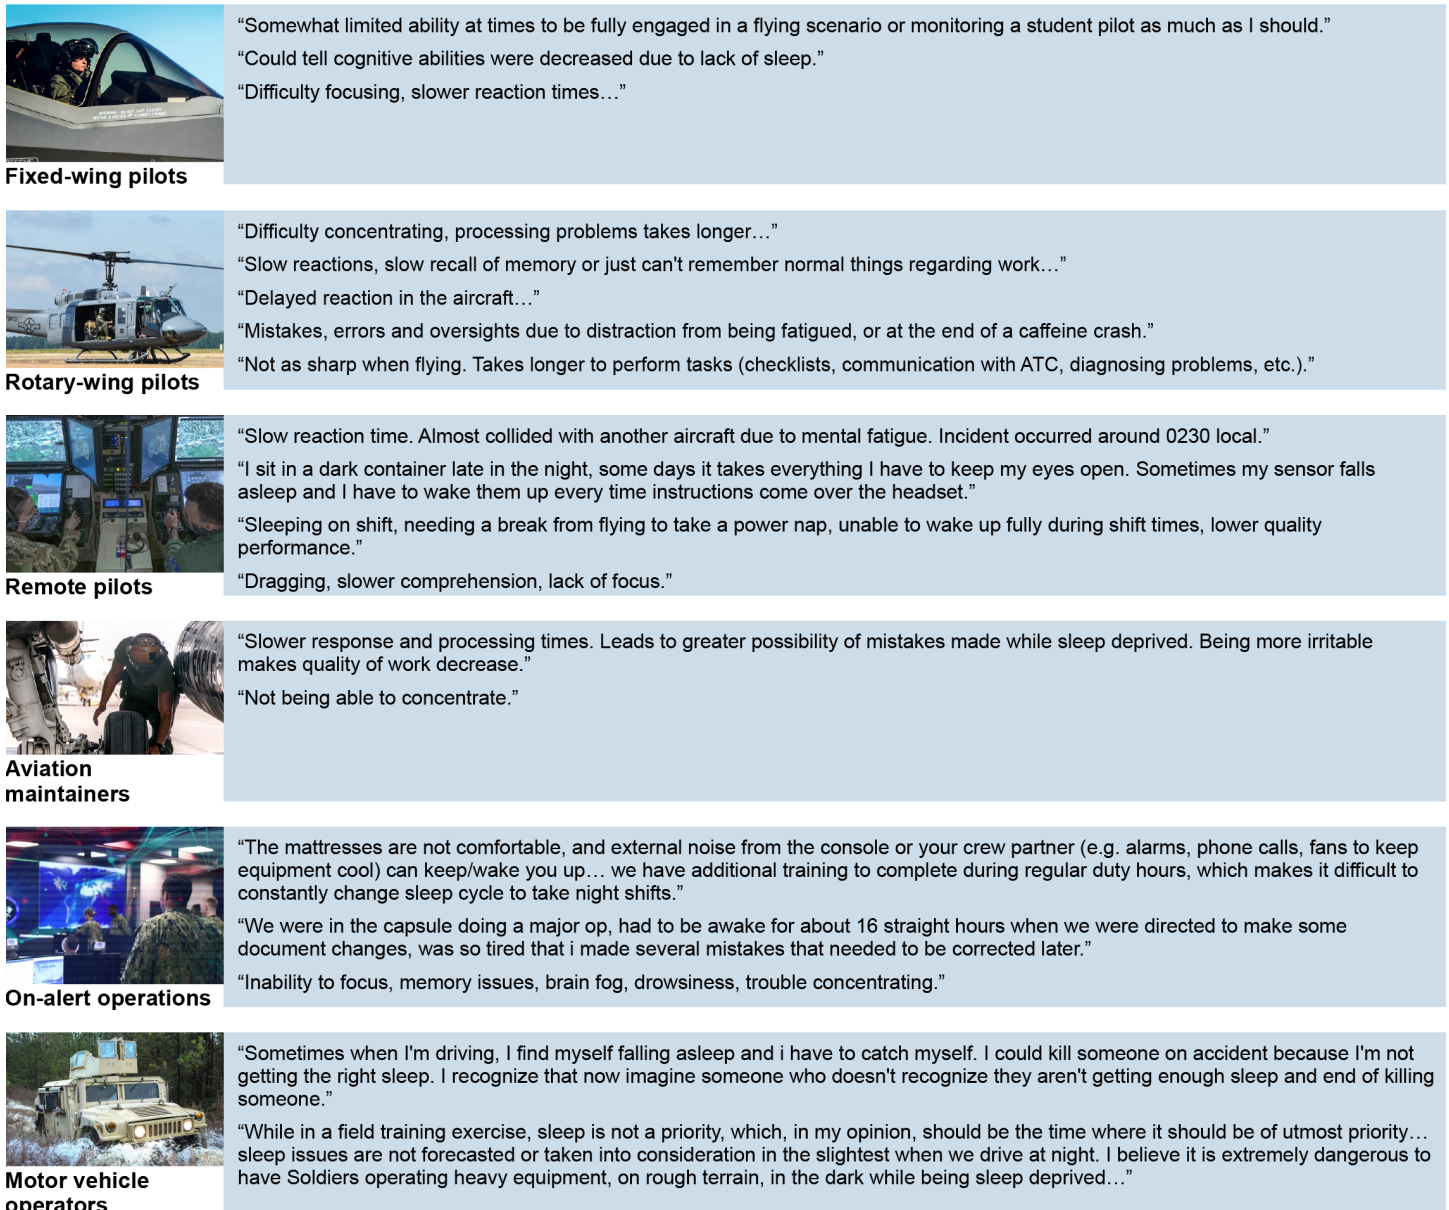 “Somewhat limited ability at times to be fully engaged in a flying scenario or monitoring a student pilot as much as I should.”
“Could tell cognitive abilities were decreased due to lack of sleep.”
“Difficulty focusing, slower reaction times…”
Fixed-wing pilots
“Difficulty concentrating, processing problems takes longer…”
“Slow reactions, slow recall of memory or just can't remember normal things regarding work…”
“Delayed reaction in the aircraft…”
“Mistakes, errors and oversights due to distraction from being fatigued, or at the end of a caffeine crash.”
“Not as sharp when flying. Takes longer to perform tasks (checklists, communication with ATC, diagnosing problems, etc.).”
Rotary-wing pilots
“Slow reaction time. Almost collided with another aircraft due to mental fatigue. Incident occurred around 0230 local.”
“I sit in a dark container late in the night, some days it takes everything I have to keep my eyes open. Sometimes my sensor falls
asleep and I have to wake them up every time instructions come over the headset.”
“Sleeping on shift, needing a break from flying to take a power nap, unable to wake up fully during shift times, lower quality
performance.”
“Dragging, slower comprehension, lack of focus.”
Remote pilots
“Slower response and processing times. Leads to greater possibility of mistakes made while sleep deprived. Being more irritable
makes quality of work decrease.”
“Not being able to concentrate.”
Aviation
maintainers
“The mattresses are not comfortable, and external noise from the console or your crew partner (e.g. alarms, phone calls, fans to keep
equipment cool) can keep/wake you up… we have additional training to complete during regular duty hours, which makes it difficult to
constantly change sleep cycle to take night shifts.”
“We were in the capsule doing a major op, had to be awake for about 16 straight hours when we were directed to make some
document changes, was so tired that i made several mistakes that needed to be corrected later.”
“Inability to focus, memory issues, brain fog, drowsiness, trouble concentrating.”
On-alert operations
“Sometimes when I'm driving, I find myself falling asleep and i have to catch myself. I could kill someone on accident because I'm not
getting the right sleep. I recognize that now imagine someone who doesn't recognize they aren't getting enough sleep and end of killing
someone.”
“While in a field training exercise, sleep is not a priority, which, in my opinion, should be the time where it should be of utmost priority…
sleep issues are not forecasted or taken into consideration in the slightest when we drive at night. I believe it is extremely dangerous to
have Soldiers operating heavy equipment, on rough terrain, in the dark while being sleep deprived…”
Motor vehicle
operators